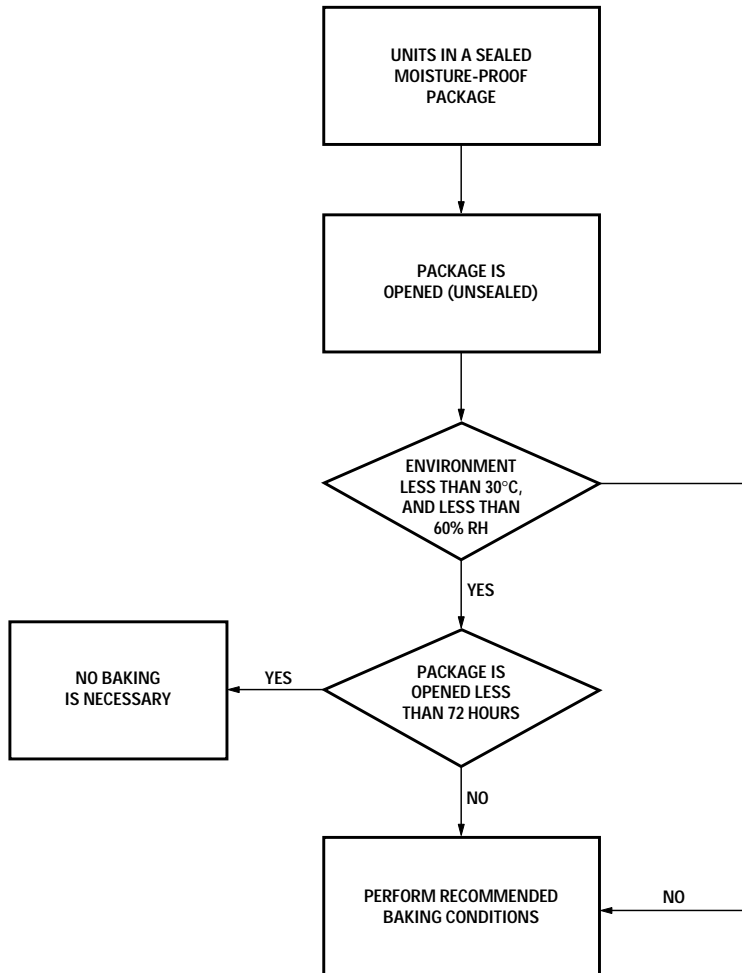 UNITS IN A SEALED
MOISTURE-PROOF
PACKAGE
PACKAGE IS
OPENED (UNSEALED)
ENVIRONMENT
LESS THAN 30°C,
AND LESS THAN
60% RH
YES
NO BAKING
IS NECESSARY
YES
PACKAGE IS
OPENED LESS
THAN 72 HOURS
NO
PERFORM RECOMMENDED
BAKING CONDITIONS
NO